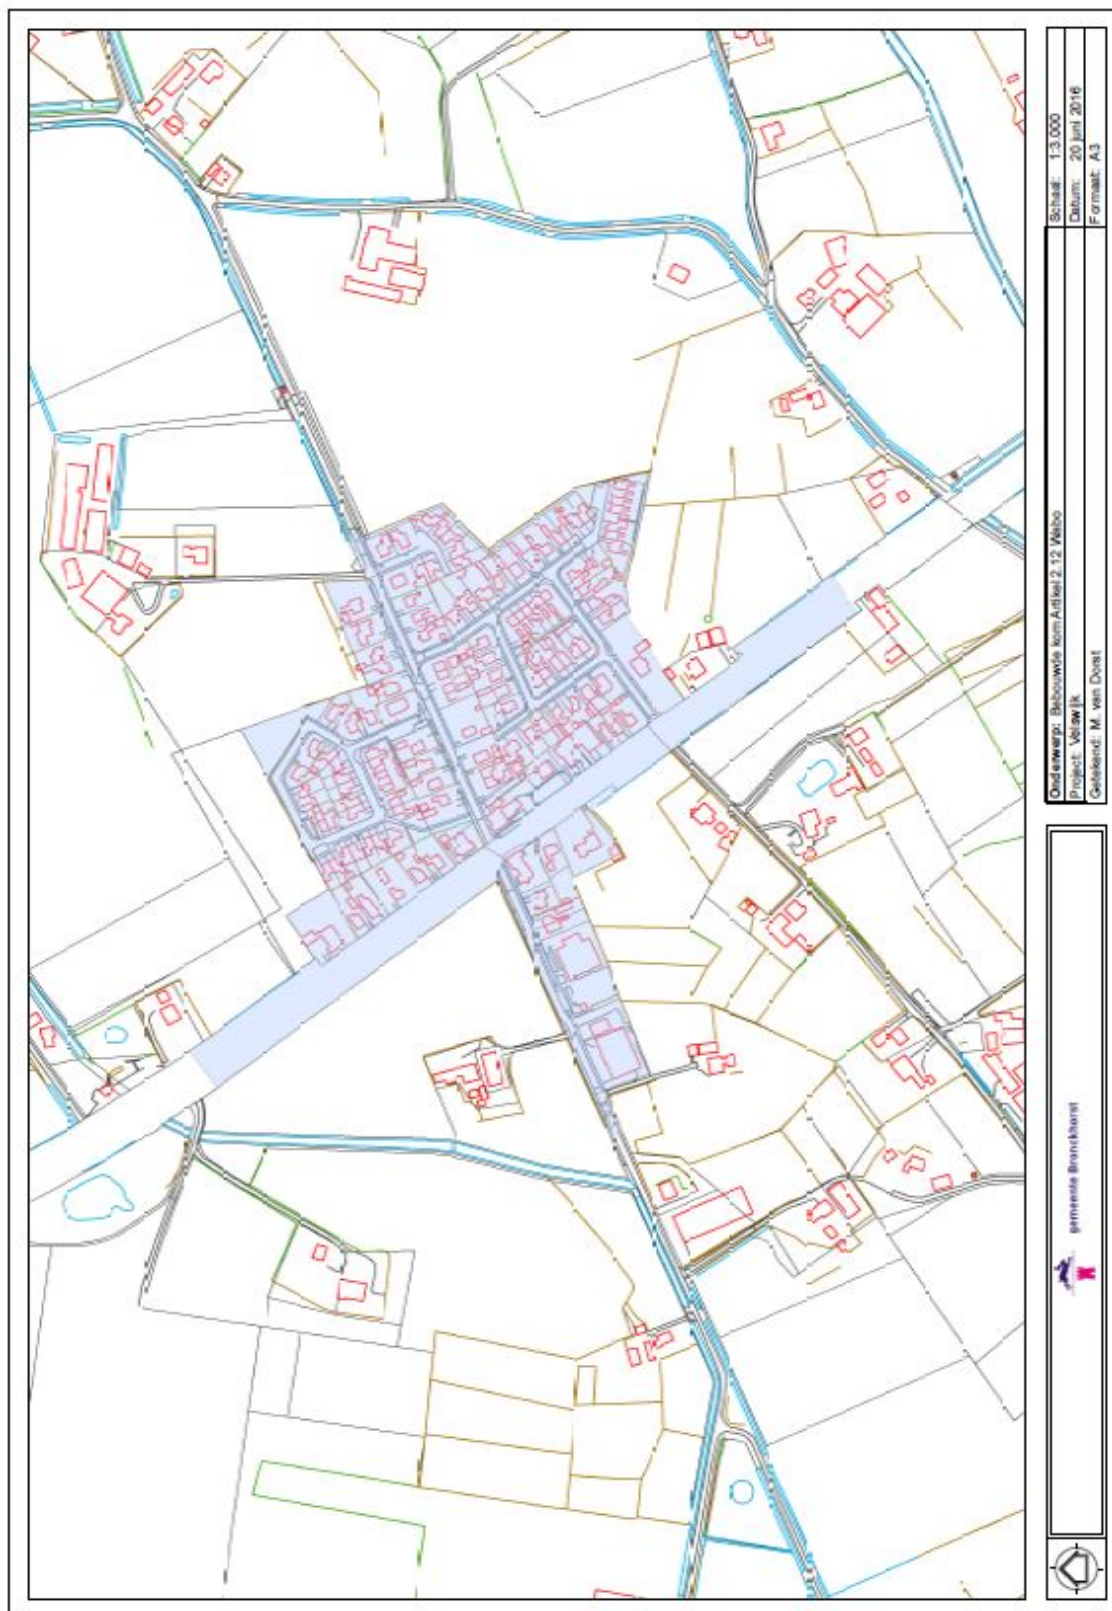 Onderwerp: Bebouwde kom Artikel 2.12 Wabo
Project: Velswijk
Getekend: M. van Dorst
Schaal: 1:3.000
Datum: 20 juni 2016
Formaat: A3
gemeente Bronckhorst